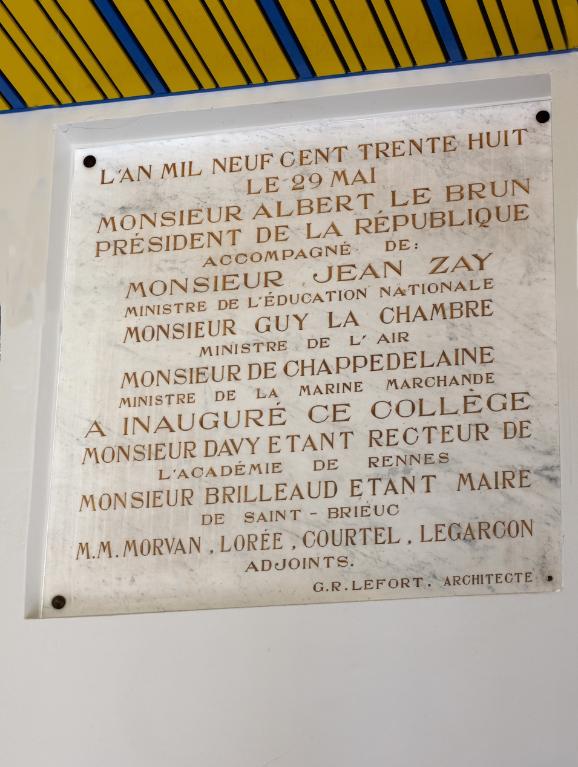 L'AN MIL NEUF CENT TRENTE HUIT
LE 29 MAI
MONSIEUR ALBERT LE BRUN
PRÉSIDENT DE LA RÉPUBLIQUE
ACCOMPAGNÉ DE:
MONSIEUR JEAN ZAY
MINISTRE DE L'ÉDUCATION NATIONALE
MONSIEUR GUY LA CHAMBRE
MINISTRE DE L'AIR
MONSIEUR DE CHAPPEDELAINE
MINISTRE DE LA MARINE MARCHANDE
A INAUGURÉ CE COLLÈGE
MONSIEUR DAVY ETANT RECTEUR DE
L'ACADÉMIE DE RENNES
MONSIEUR BRILLEAUD ETANT MAIRE
DE SAINT-BRIEUC
M.M. MORVAN, LORÉE, COURTEL, LEGARCON
ADJOINTS.
G.R. LEFORT. ARCHITECTE